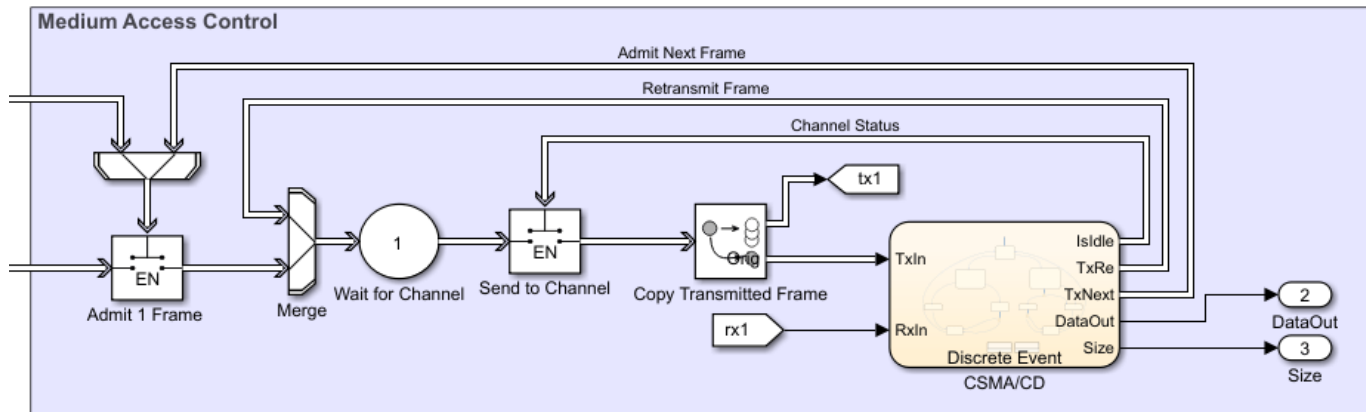 Medium Access Control
Admit Next Frame
Retransmit Frame
Channel Status
tx1
1
EN
EN
Orig
Admit 1 Frame
Merge
Wait for Channel
Send to Channel
Copy Transmitted Frame
rx1
TxIn
RxIn
IsIdle
TxRe
TxNext
DataOut
Size
Discrete Event
CSMA/CD
2
DataOut
3
Size